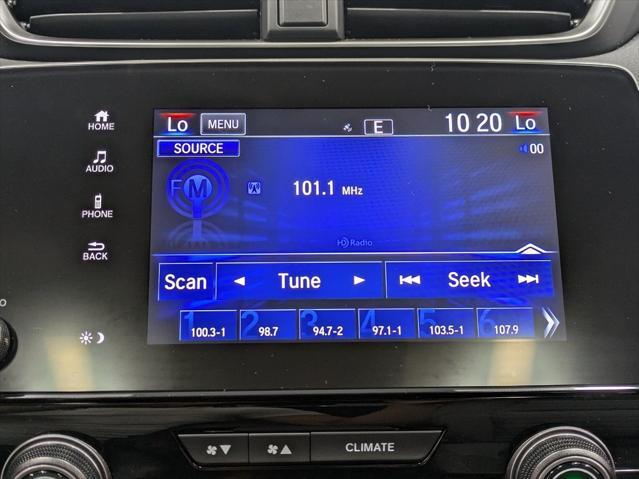 HOME
AUDIO
PHONE
BACK
Lo MENU E 10 20 Lo
SOURCE 00
FM 101.1 MHz
HD Radio
Scan Tune Seek
1 100.3-1
2 98.7
3 94.7-2
4 97.1-1
5 103.5-1
6 107.9
CLIMATE